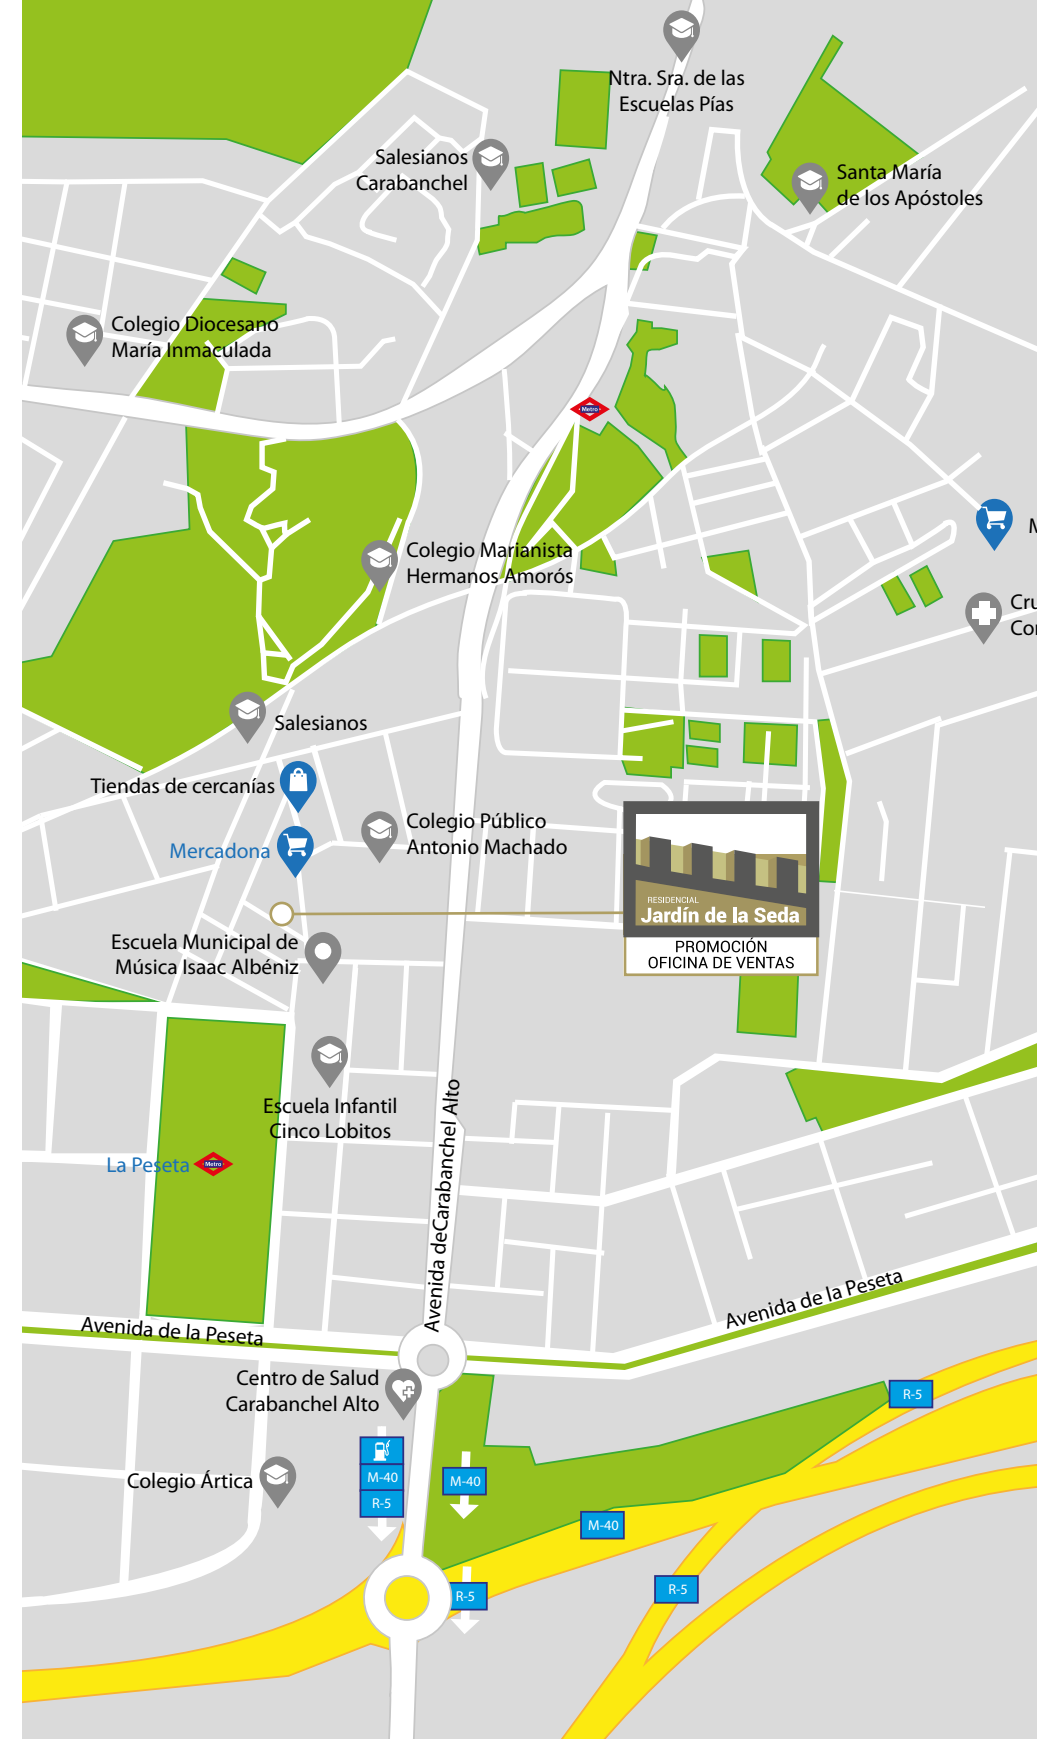 Ntra. Sra. de las
Escuelas Pías
Salesianos
Carabanchel
Santa María
de los Apóstoles
Colegio Diocesano
María Inmaculada
Metro
Colegio Marianista
Hermanos Amorós
M
Cru
Cor
Salesianos
Tiendas de cercanías
Mercadona
Colegio Público
Antonio Machado
RESIDENCIAL
Jardín de la Seda
PROMOCIÓN
OFICINA DE VENTAS
Escuela Municipal de
Música Isaac Albéniz
Escuela Infantil
Cinco Lobitos
La Peseta
Metro
Avenida deCarabanchel Alto
Avenida de la Peseta
Avenida de la Peseta
Centro de Salud
Carabanchel Alto
R-5
M-40
R-5
M-40
Colegio Ártica
M-40
R-5
R-5